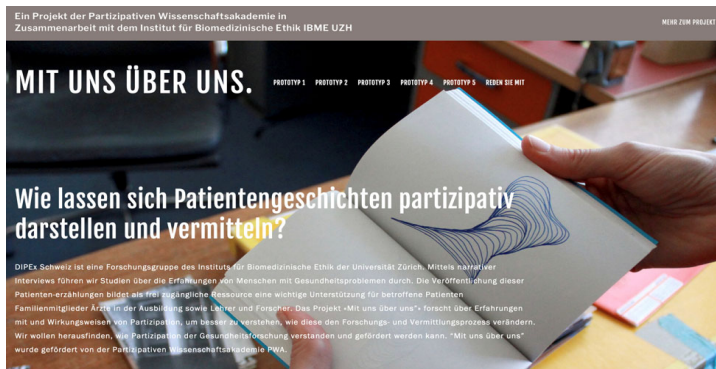 Ein Projekt der Partizipativen Wissenschaftsakademie in
Zusammenarbeit mit dem Institut für Biomedizinische Ethik IBME UZH
MEHR ZUM PROJEKT
MIT UNS ÜBER UNS.
PROTOTYP 1 PROTOTYP 2 PROTOTYP 3 PROTOTYP 4 PROTOTYP 5 REDEN SIE MIT
Wie lassen sich Patientengeschichten partizipativ
darstellen und vermitteln?
DIPEx Schweiz ist eine Forschungsgruppe des Instituts für Biomedizinische Ethik der Universität Zürich. Mittels narrativer
Interviews führen wir Studien über die Erfahrungen von Menschen mit Gesundheitsproblemen durch. Die Veröffentlichung dieser
Patienten-erzählungen bildet als frei zugängliche Ressource eine wichtige Unterstützung für betroffene Patienten
Familienmitglieder Ärzte in der Ausbildung sowie Lehrer und Forscher. Das Projekt «Mit uns über uns"» forscht über Erfahrungen
mit und Wirkungsweisen von Partizipation, um besser zu verstehen, wie diese den Forschungs- und Vermittlungsprozess verändern.
Wir wollen herausfinden, wie Partizipation der Gesundheitsforschung verstanden und gefördert werden kann. "Mit uns über uns"
wurde gefördert von der Partizipativen Wissenschaftsakademie PWA.